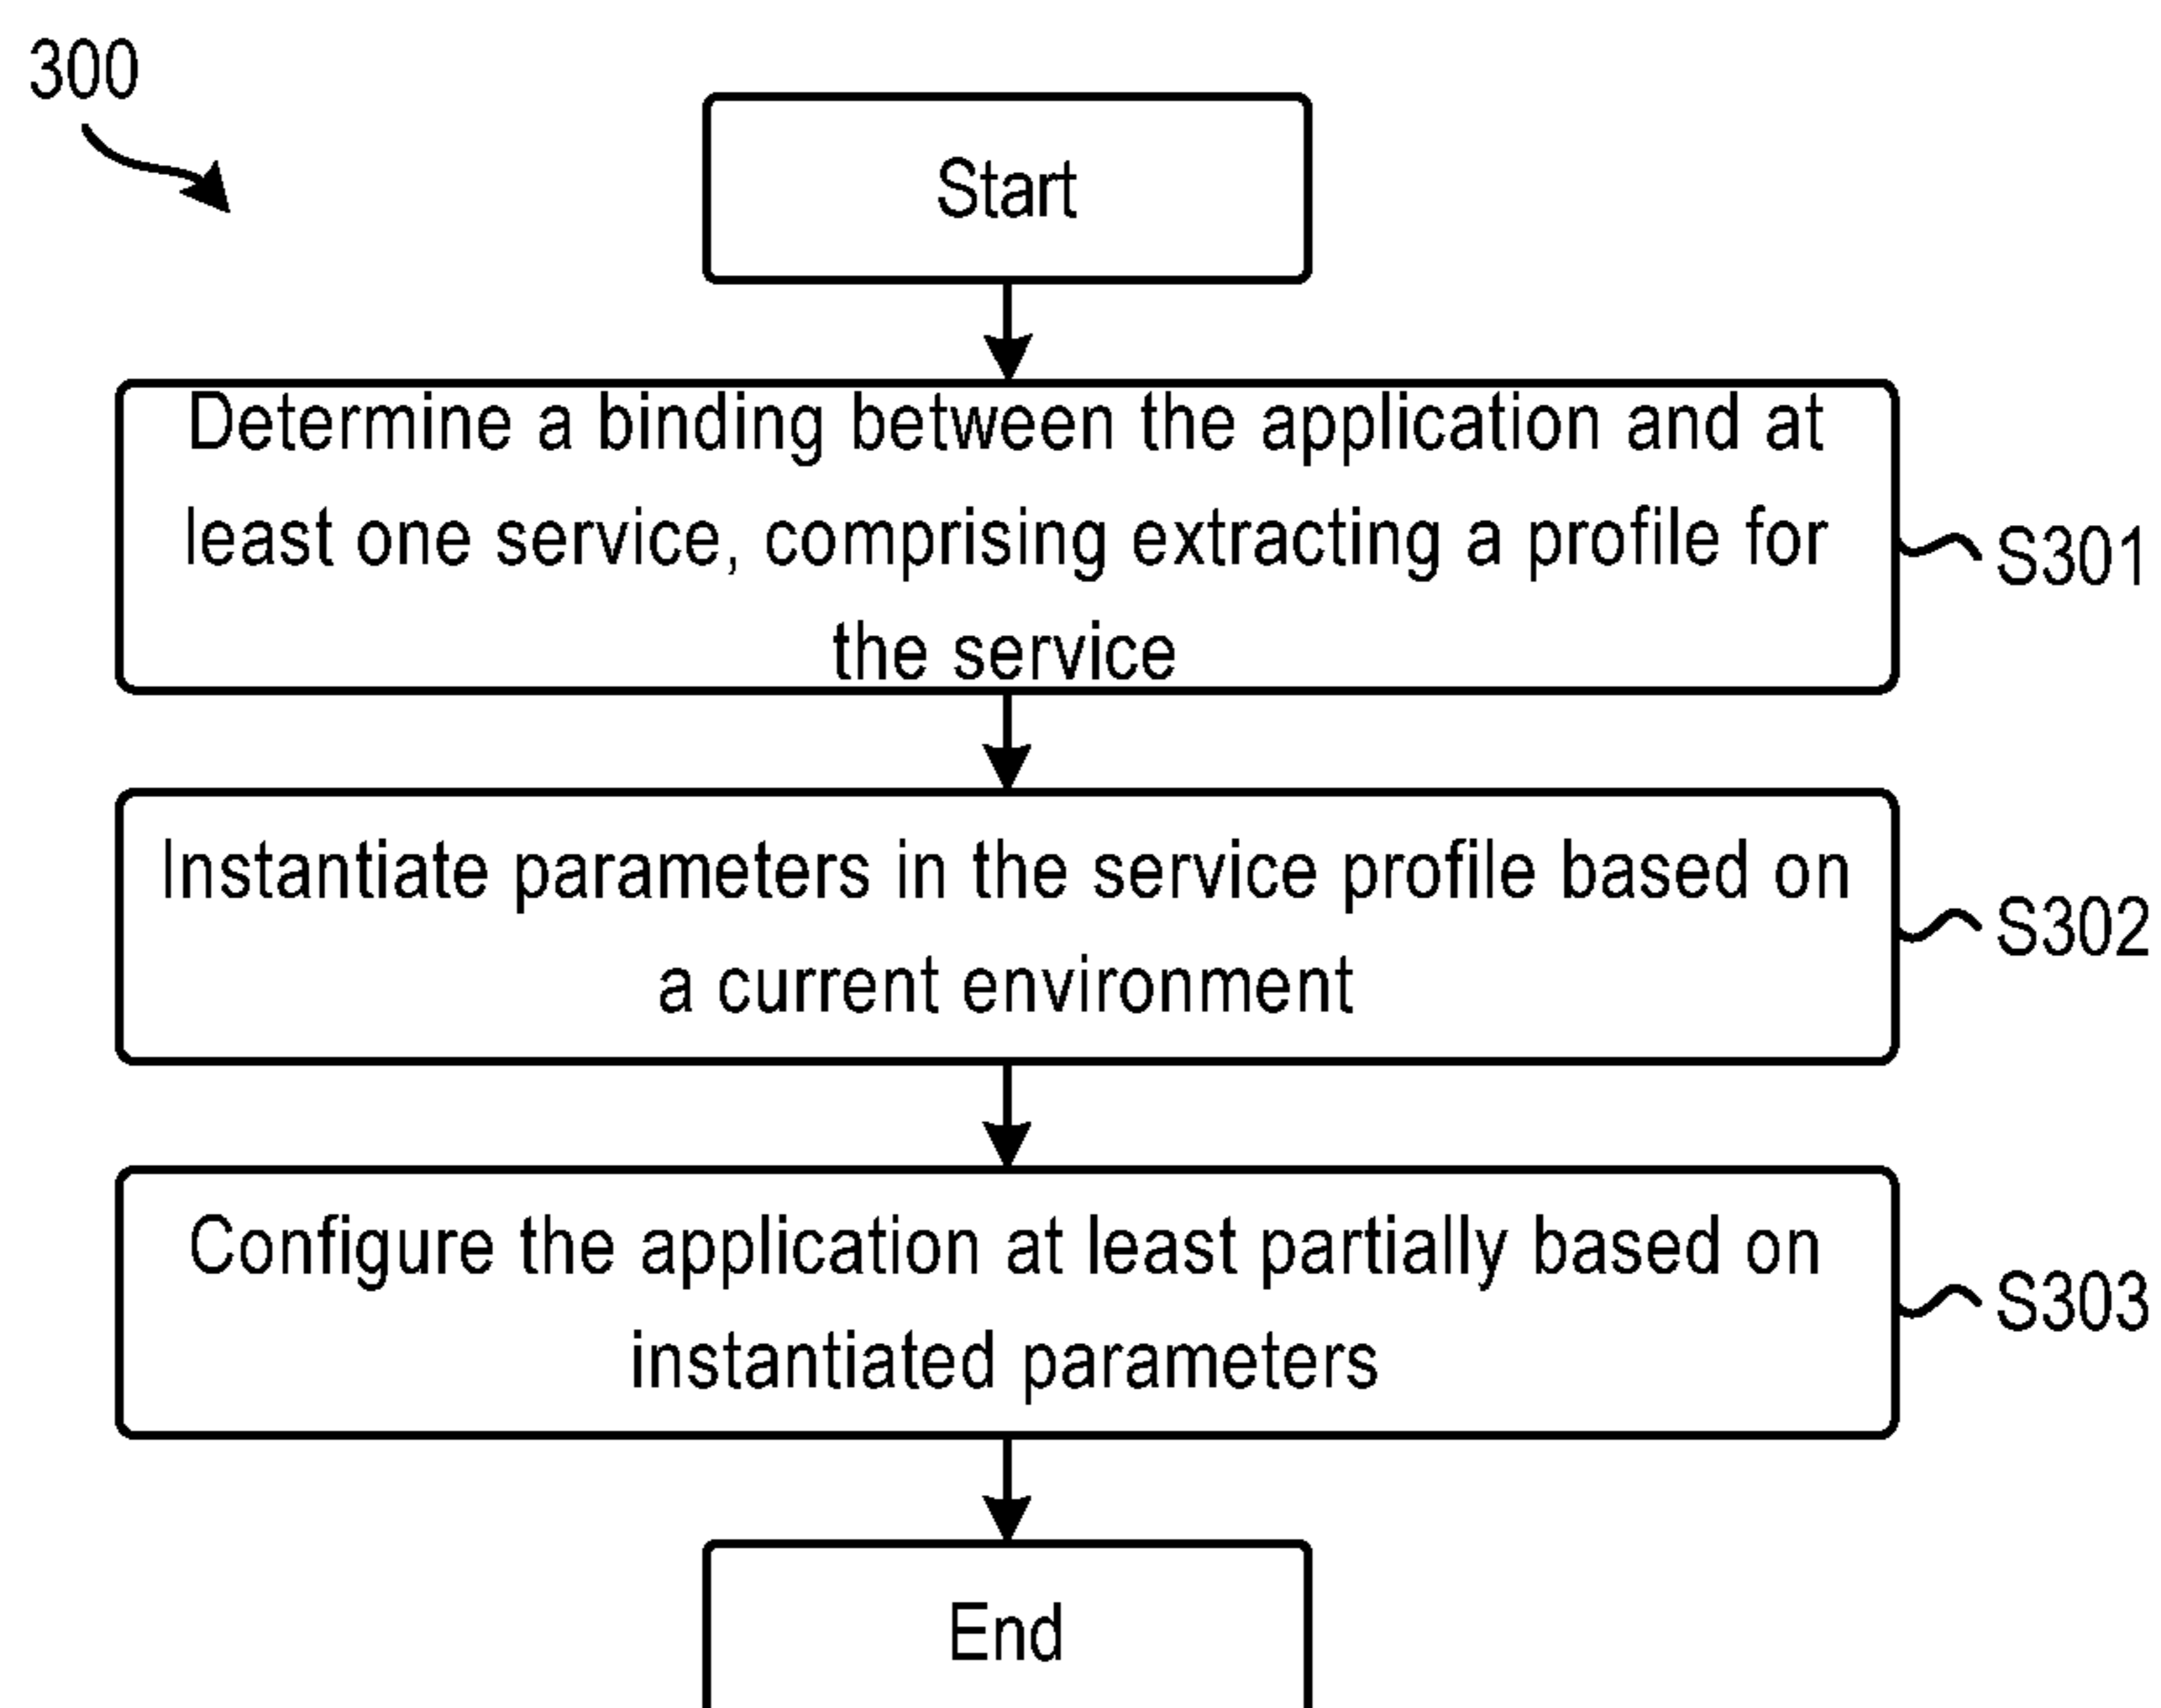 300
Start
Determine a binding between the application and at
least one service, comprising extracting a profile for
the service
S301
Instantiate parameters in the service profile based on
a current environment
S302
Configure the application at least partially based on
instantiated parameters
S303
End